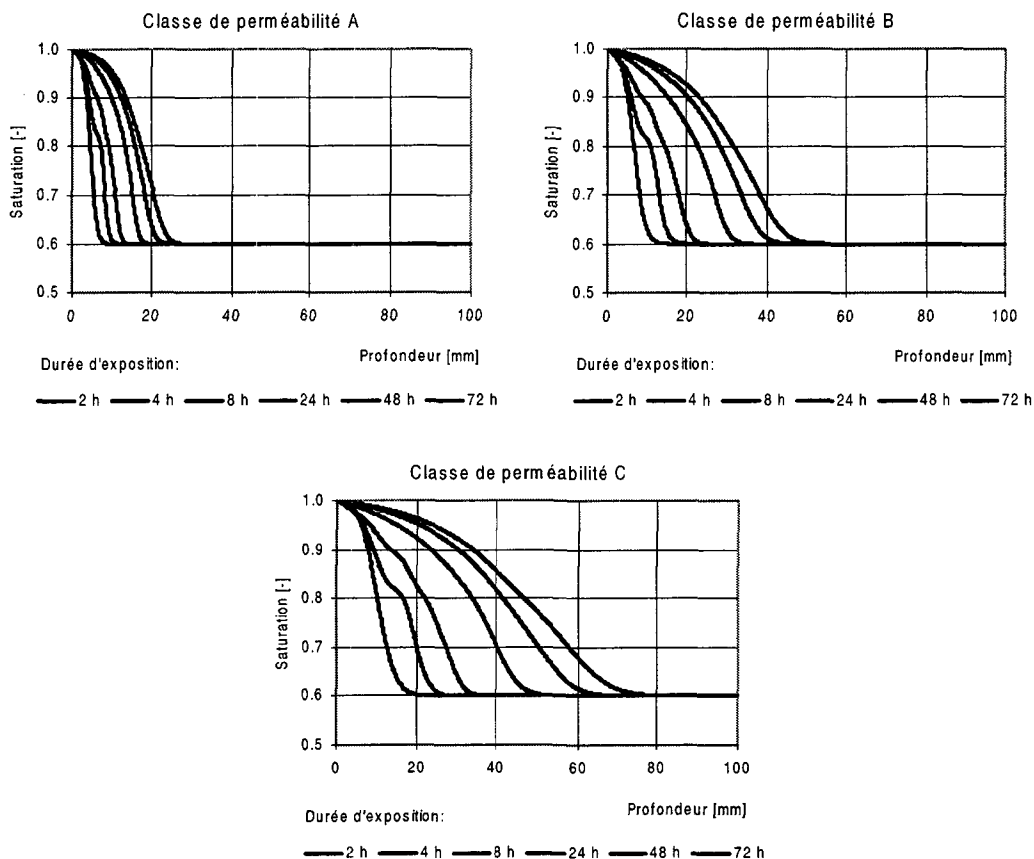 Classe de perméabilité A
1.0
0.9
0.8
0.7
0.6
0.5
Saturation [-]
0 20 40 60 80 100
Profondeur [mm]
Durée d'exposition:
2 h 4 h 8 h 24 h 48 h 72 h
Classe de perméabilité B
1.0
0.9
0.8
0.7
0.6
0.5
Saturation [-]
0 20 40 60 80 100
Profondeur [mm]
Durée d'exposition:
2 h 4 h 8 h 24 h 48 h 72 h
Classe de perméabilité C
1.0
0.9
0.8
0.7
0.6
0.5
Saturation [-]
0 20 40 60 80 100
Profondeur [mm]
Durée d'exposition:
2 h 4 h 8 h 24 h 48 h 72 h